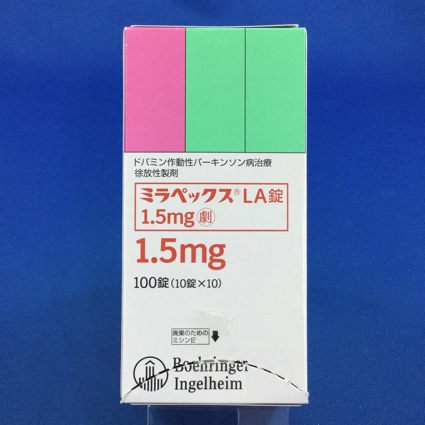 ドパミン作動性パーキンソン病治療
徐放性製剤
ミラペックス® LA錠
1.5mg 劇
1.5mg
100錠(10錠×10)
廃棄のための
ミシン目
Boehringer
Ingelheim